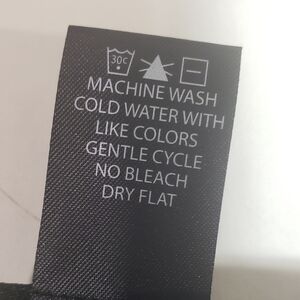 30C
MACHINE WASH
COLD WATER WITH
LIKE COLORS
GENTLE CYCLE
NO BLEACH
DRY FLAT